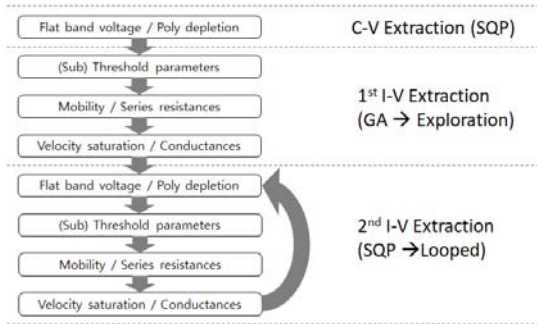 Flat band voltage / Poly depletion
C-V Extraction (SQP)
(Sub) Threshold parameters
Mobility / Series resistances
Velocity saturation / Conductances
1st I-V Extraction
(GA → Exploration)
Flat band voltage / Poly depletion
(Sub) Threshold parameters
Mobility / Series resistances
Velocity saturation / Conductances
2nd I-V Extraction
(SQP →Looped)